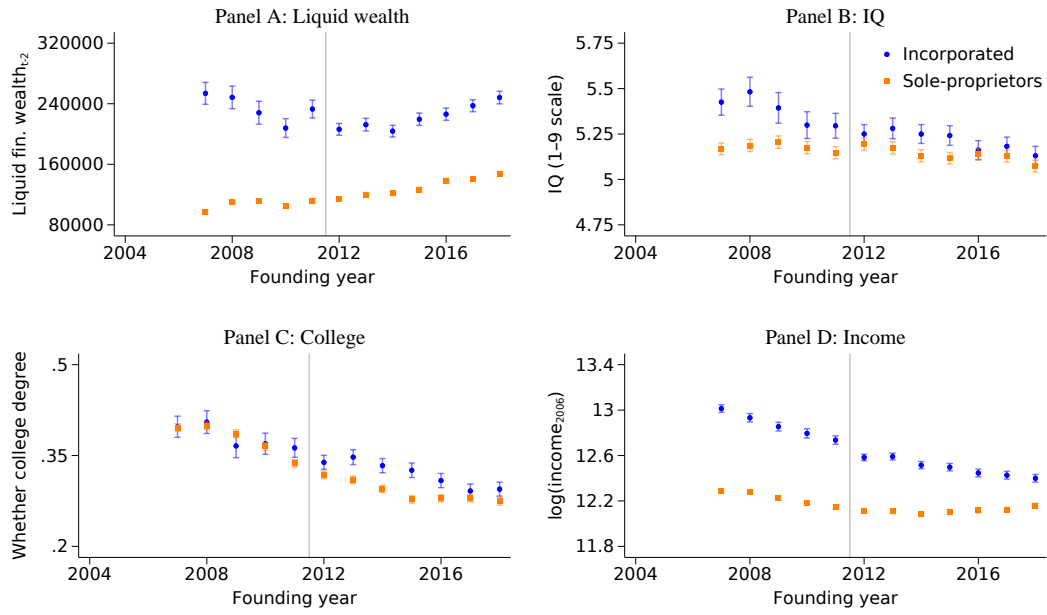 Panel A: Liquid wealth
Liquid fin. wealth_{t-2}
320000
240000
160000
80000
2004
2008
2012
2016
Founding year
Panel B: IQ
IQ (1–9 scale)
5.75
5.5
5.25
5
4.75
Incorporated
Sole-proprietors
2004
2008
2012
2016
Founding year
Panel C: College
Whether college degree
.5
.35
.2
2004
2008
2012
2016
Founding year
Panel D: Income
log(income_{2006})
13.4
13
12.6
12.2
11.8
2004
2008
2012
2016
Founding year